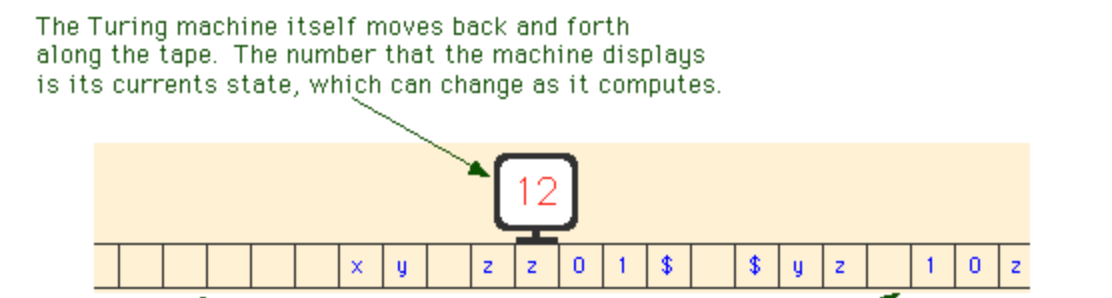 The Turing machine itself moves back and forth
along the tape. The number that the machine displays
is its currents state, which can change as it computes.
12
x y z z 0 1 $ $ y z 1 0 z